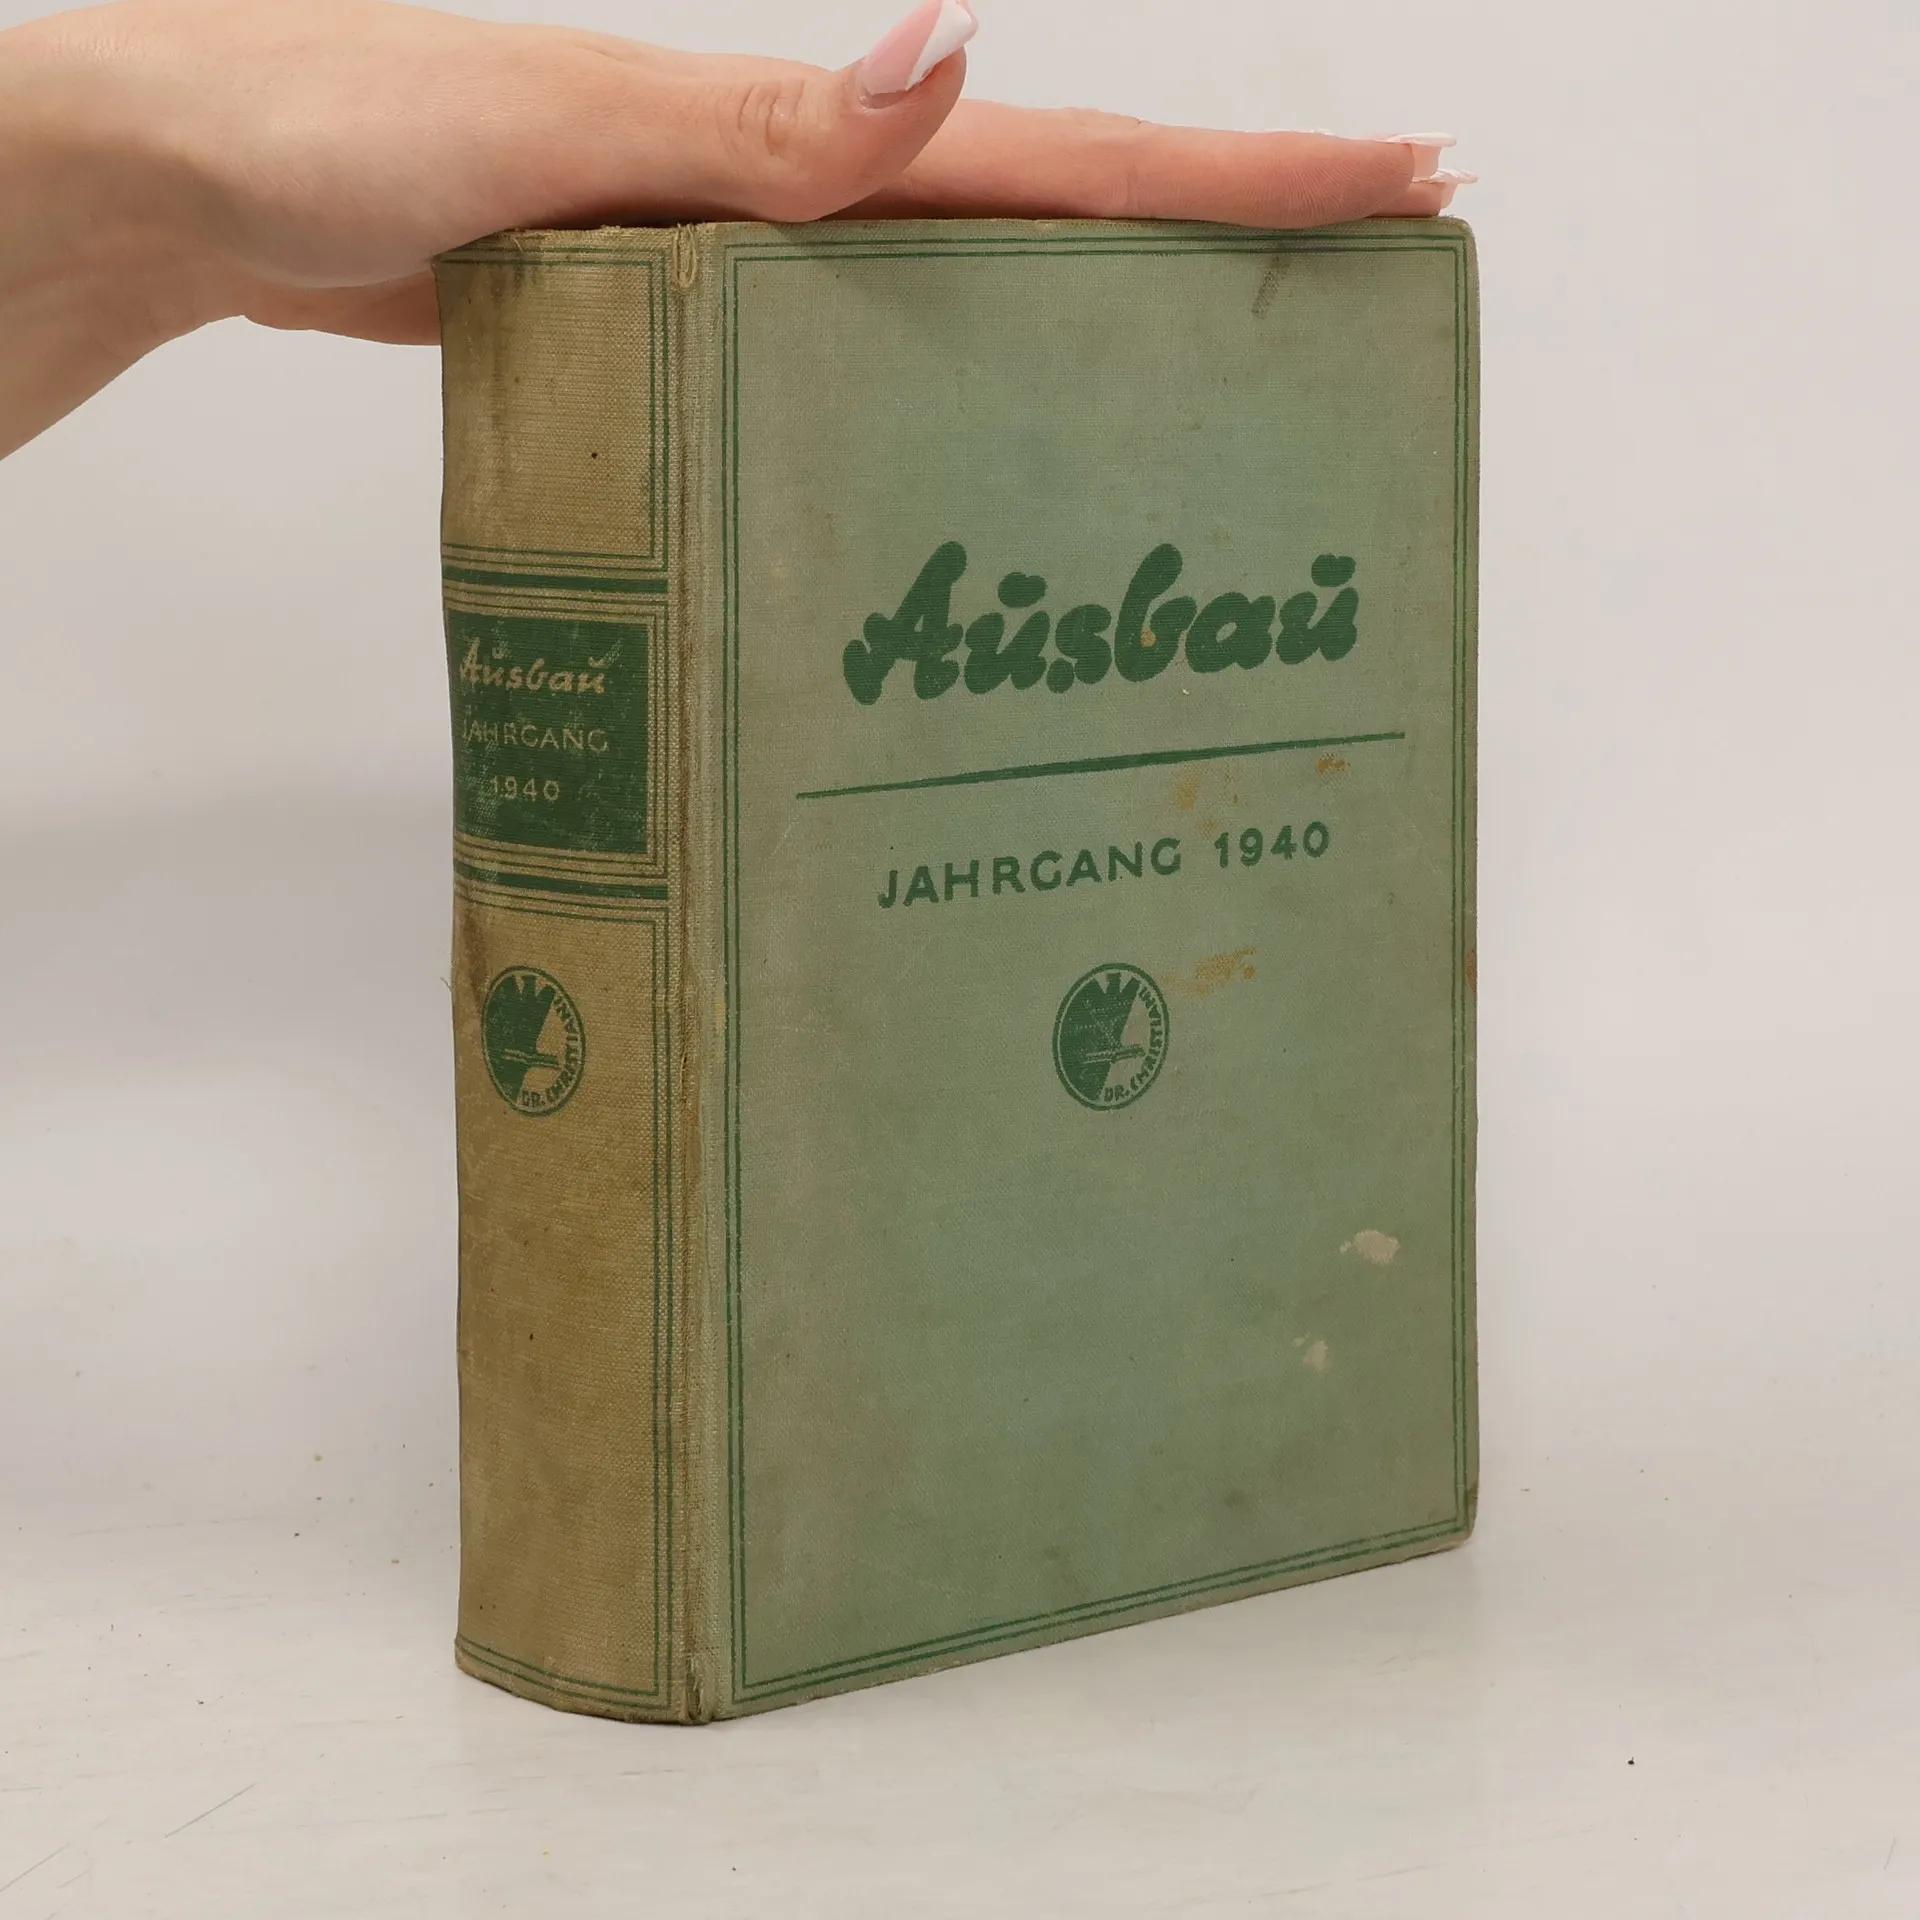 Ausbau
JAHRGANG
1940
DR. CHRISTIANI
Ausbau
JAHRGANG 1940
DR. CHRISTIANI